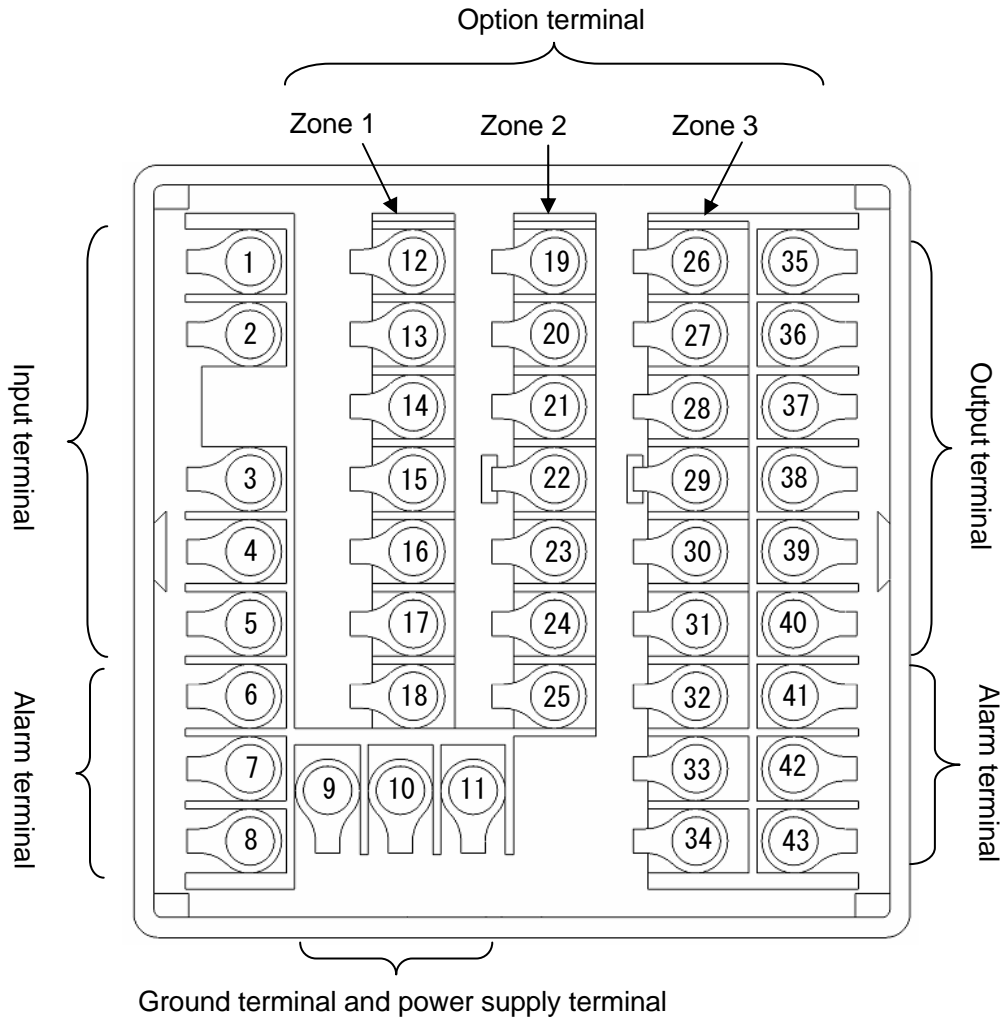 Option terminal
Zone 1 Zone 2 Zone 3
Input terminal
Output terminal
1 12 19 26 35
2 13 20 27 36
14 21 28 37
3 15 22 29 38
4 16 23 30 39
5 17 24 31 40
Alarm terminal
Alarm terminal
6 18 25 32 41
7 9 10 11 33 42
8 34 43
Ground terminal and power supply terminal